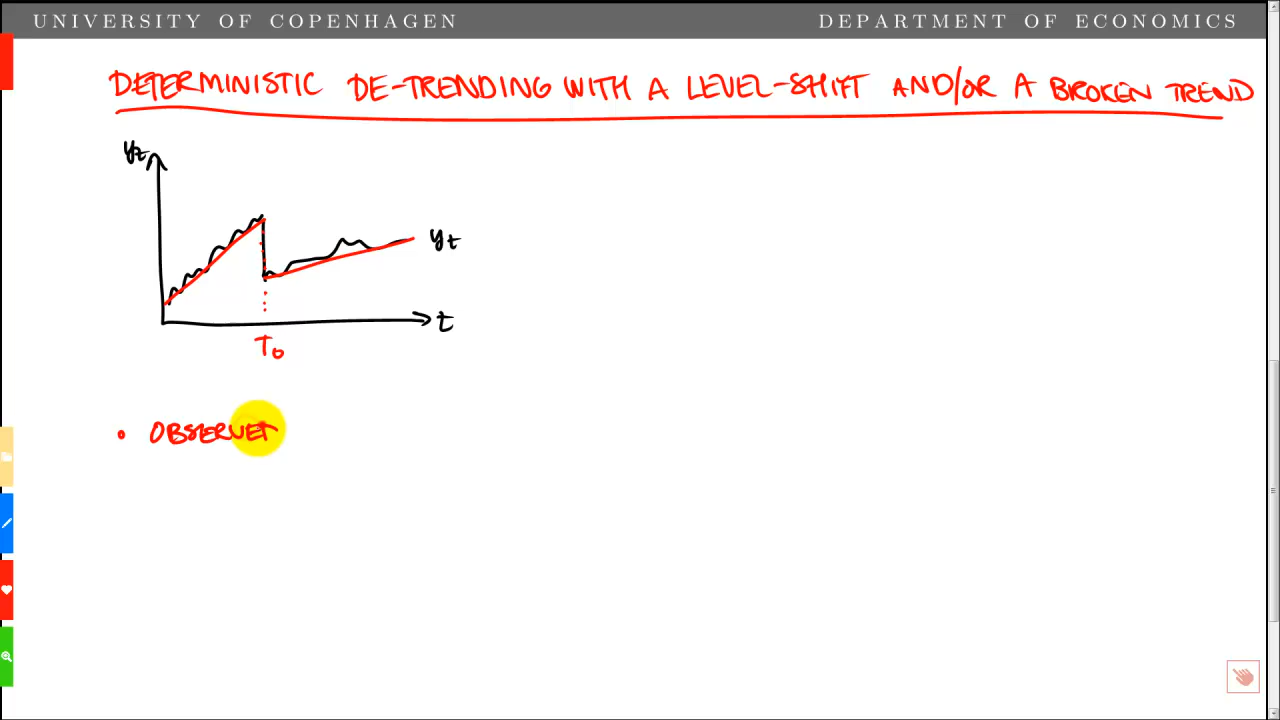 UNIVERSITY OF COPENHAGEN
DEPARTMENT OF ECONOMICS
DETERMINISTIC DE-TRENDING WITH A LEVEL-SHIFT AND/OR A BROKEN TREND
yt
yt
t
T0
• OBSERVET